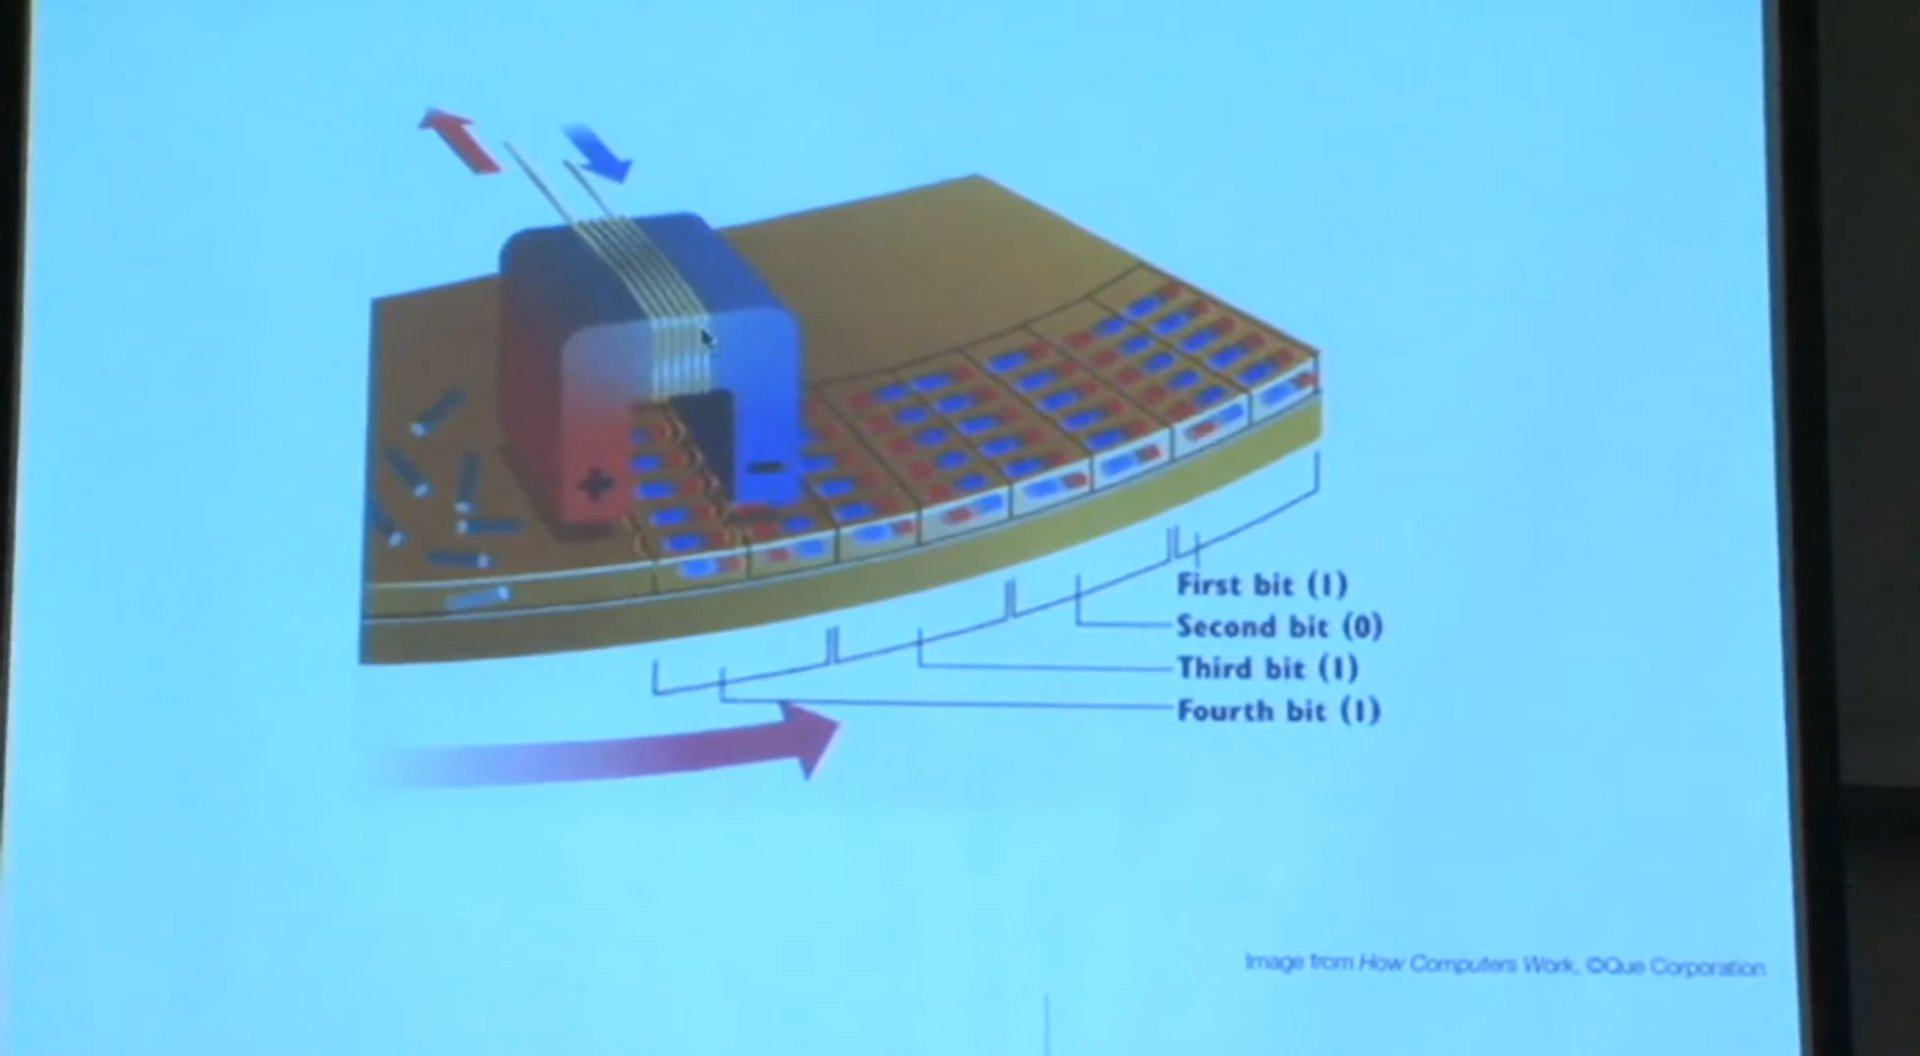 +
−
First bit (1)
Second bit (0)
Third bit (1)
Fourth bit (1)
Image from How Computers Work, ©Que Corporation